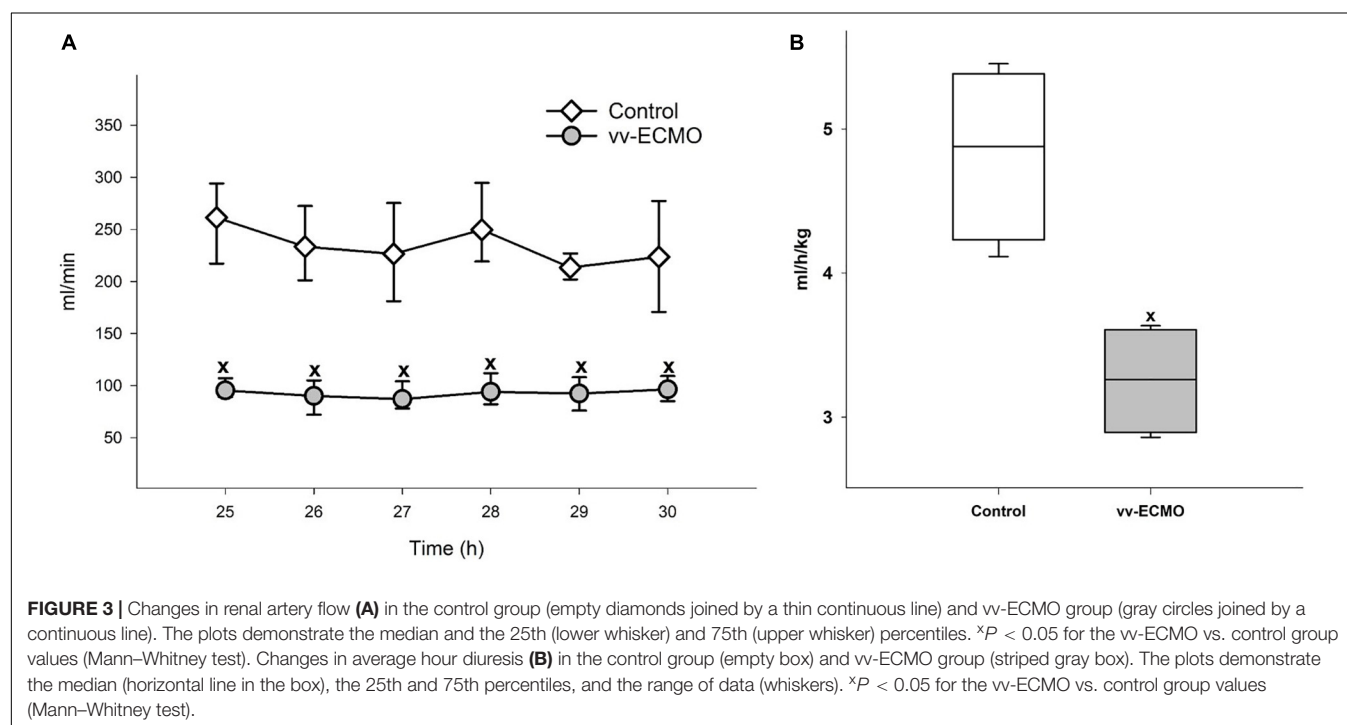 A
B
Control
vv-ECMO
ml/min
350
300
250
200
150
100
50
x x x x x x
25 26 27 28 29 30
Time (h)
ml/h/kg
5
4
3
x
Control vv-ECMO
FIGURE 3 | Changes in renal artery flow (A) in the control group (empty diamonds joined by a thin continuous line) and vv-ECMO group (gray circles joined by a
continuous line). The plots demonstrate the median and the 25th (lower whisker) and 75th (upper whisker) percentiles. ˣP < 0.05 for the vv-ECMO vs. control group
values (Mann–Whitney test). Changes in average hour diuresis (B) in the control group (empty box) and vv-ECMO group (striped gray box). The plots demonstrate
the median (horizontal line in the box), the 25th and 75th percentiles, and the range of data (whiskers). ˣP < 0.05 for the vv-ECMO vs. control group values
(Mann–Whitney test).